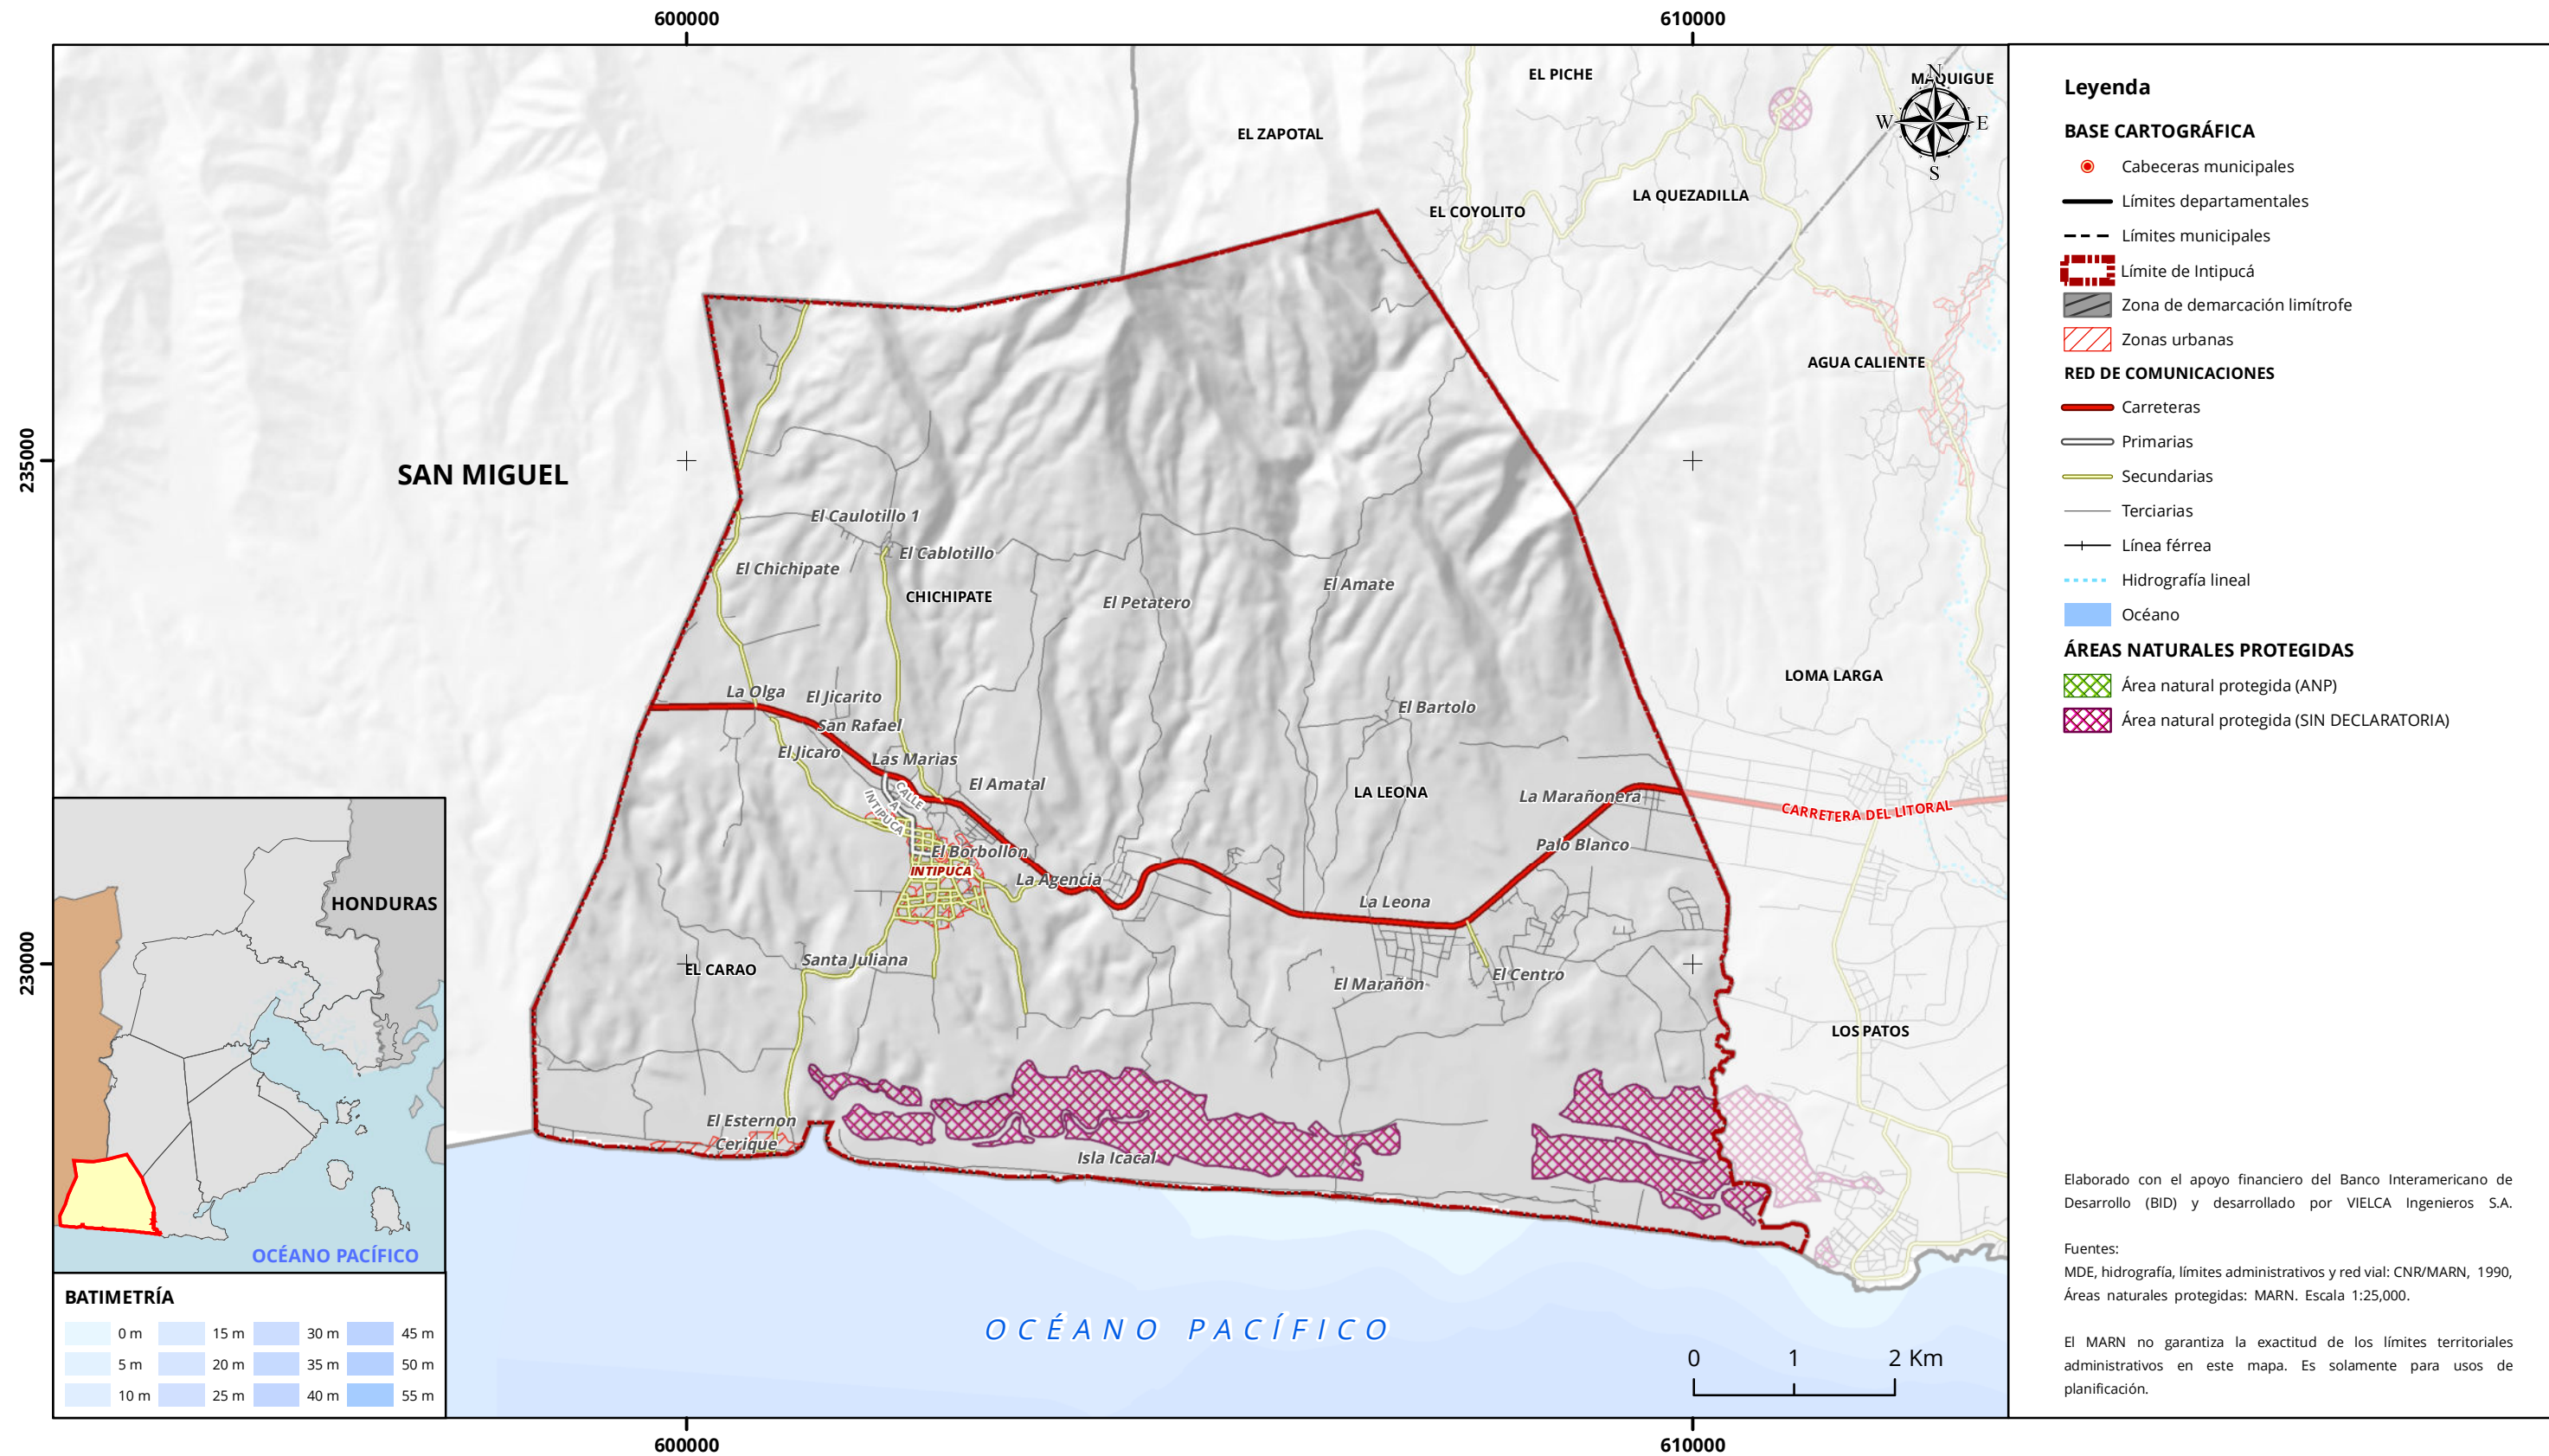 600000
610000
235000
230000
600000
610000
EL PICHE
MAQUIGUE
N
W
E
S
EL ZAPOTAL
LA QUEZADILLA
EL COYOLITO
AGUA CALIENTE
SAN MIGUEL
El Caulotillo 1
El Cablotillo
El Chichipate
El Amate
CHICHIPATE
El Petatero
LOMA LARGA
La Olga
El Jicarito
El Bartolo
San Rafael
El Jicaro
Las Marias
El Amatal
LA LEONA
La Marañonera
CALLE
A
INTIPUCA
CARRETERA DEL LITORAL
Palo Blanco
El Borbollón
INTIPUCA
La Agencia
La Leona
Santa Juliana
EL CARAO
El Centro
El Marañón
LOS PATOS
El Esternon
Cerique
Isla Icacal
OCÉANO PACÍFICO
0 1 2 Km
HONDURAS
OCÉANO PACÍFICO
BATIMETRÍA
0 m 15 m 30 m 45 m
5 m 20 m 35 m 50 m
10 m 25 m 40 m 55 m
Leyenda
BASE CARTOGRÁFICA
Cabeceras municipales
Límites departamentales
Límites municipales
Límite de Intipucá
Zona de demarcación limítrofe
Zonas urbanas
RED DE COMUNICACIONES
Carreteras
Primarias
Secundarias
Terciarias
Línea férrea
Hidrografía lineal
Océano
ÁREAS NATURALES PROTEGIDAS
Área natural protegida (ANP)
Área natural protegida (SIN DECLARATORIA)
Elaborado con el apoyo financiero del Banco Interamericano de
Desarrollo (BID) y desarrollado por VIELCA Ingenieros S.A.
Fuentes:
MDE, hidrografía, límites administrativos y red vial: CNR/MARN, 1990,
Áreas naturales protegidas: MARN. Escala 1:25,000.
El MARN no garantiza la exactitud de los límites territoriales
administrativos en este mapa. Es solamente para usos de
planificación.